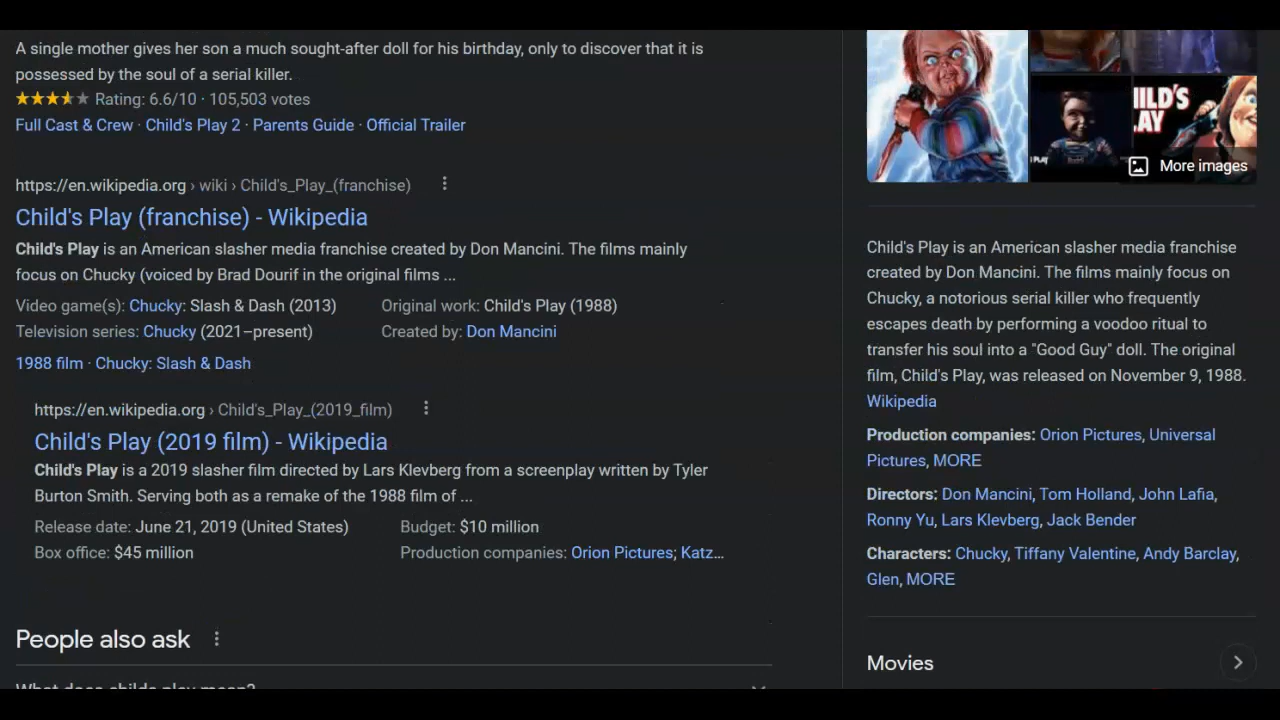 A single mother gives her son a much sought-after doll for his birthday, only to discover that it is
possessed by the soul of a serial killer.
Rating: 6.6/10 · 105,503 votes
Full Cast & Crew · Child's Play 2 · Parents Guide · Official Trailer
https://en.wikipedia.org › wiki › Child's_Play_(franchise)
Child's Play (franchise) - Wikipedia
Child's Play is an American slasher media franchise created by Don Mancini. The films mainly
focus on Chucky (voiced by Brad Dourif in the original films ...
Video game(s): Chucky: Slash & Dash (2013) Original work: Child's Play (1988)
Television series: Chucky (2021–present) Created by: Don Mancini
1988 film · Chucky: Slash & Dash
https://en.wikipedia.org › Child's_Play_(2019_film)
Child's Play (2019 film) - Wikipedia
Child's Play is a 2019 slasher film directed by Lars Klevberg from a screenplay written by Tyler
Burton Smith. Serving both as a remake of the 1988 film of ...
Release date: June 21, 2019 (United States) Budget: $10 million
Box office: $45 million Production companies: Orion Pictures; Katz...
People also ask
What does childs play mean?
More images
Child's Play is an American slasher media franchise
created by Don Mancini. The films mainly focus on
Chucky, a notorious serial killer who frequently
escapes death by performing a voodoo ritual to
transfer his soul into a "Good Guy" doll. The original
film, Child's Play, was released on November 9, 1988.
Wikipedia
Production companies: Orion Pictures, Universal
Pictures, MORE
Directors: Don Mancini, Tom Holland, John Lafia,
Ronny Yu, Lars Klevberg, Jack Bender
Characters: Chucky, Tiffany Valentine, Andy Barclay,
Glen, MORE
Movies